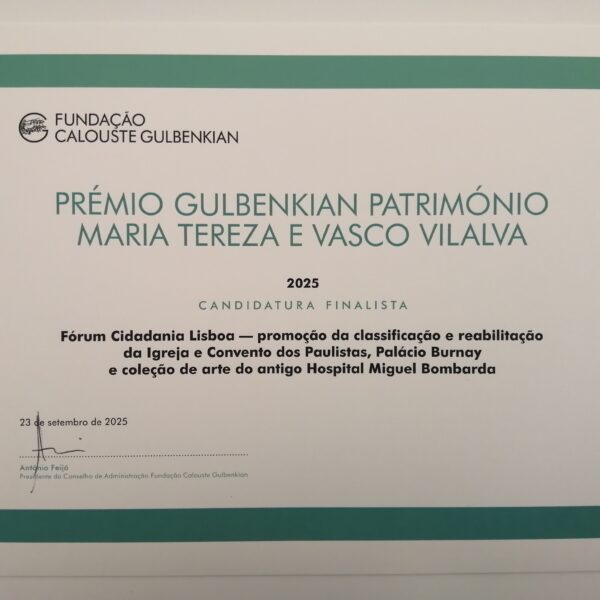 FUNDAÇÃO
CALOUSTE GULBENKIAN
PRÉMIO GULBENKIAN PATRIMÓNIO
MARIA TEREZA E VASCO VILALVA
2025
CANDIDATURA FINALISTA
Fórum Cidadania Lisboa — promoção da classificação e reabilitação
da Igreja e Convento dos Paulistas, Palácio Burnay
e coleção de arte do antigo Hospital Miguel Bombarda
23 de setembro de 2025
António Feijó
Presidente do Conselho de Administração Fundação Calouste Gulbenkian